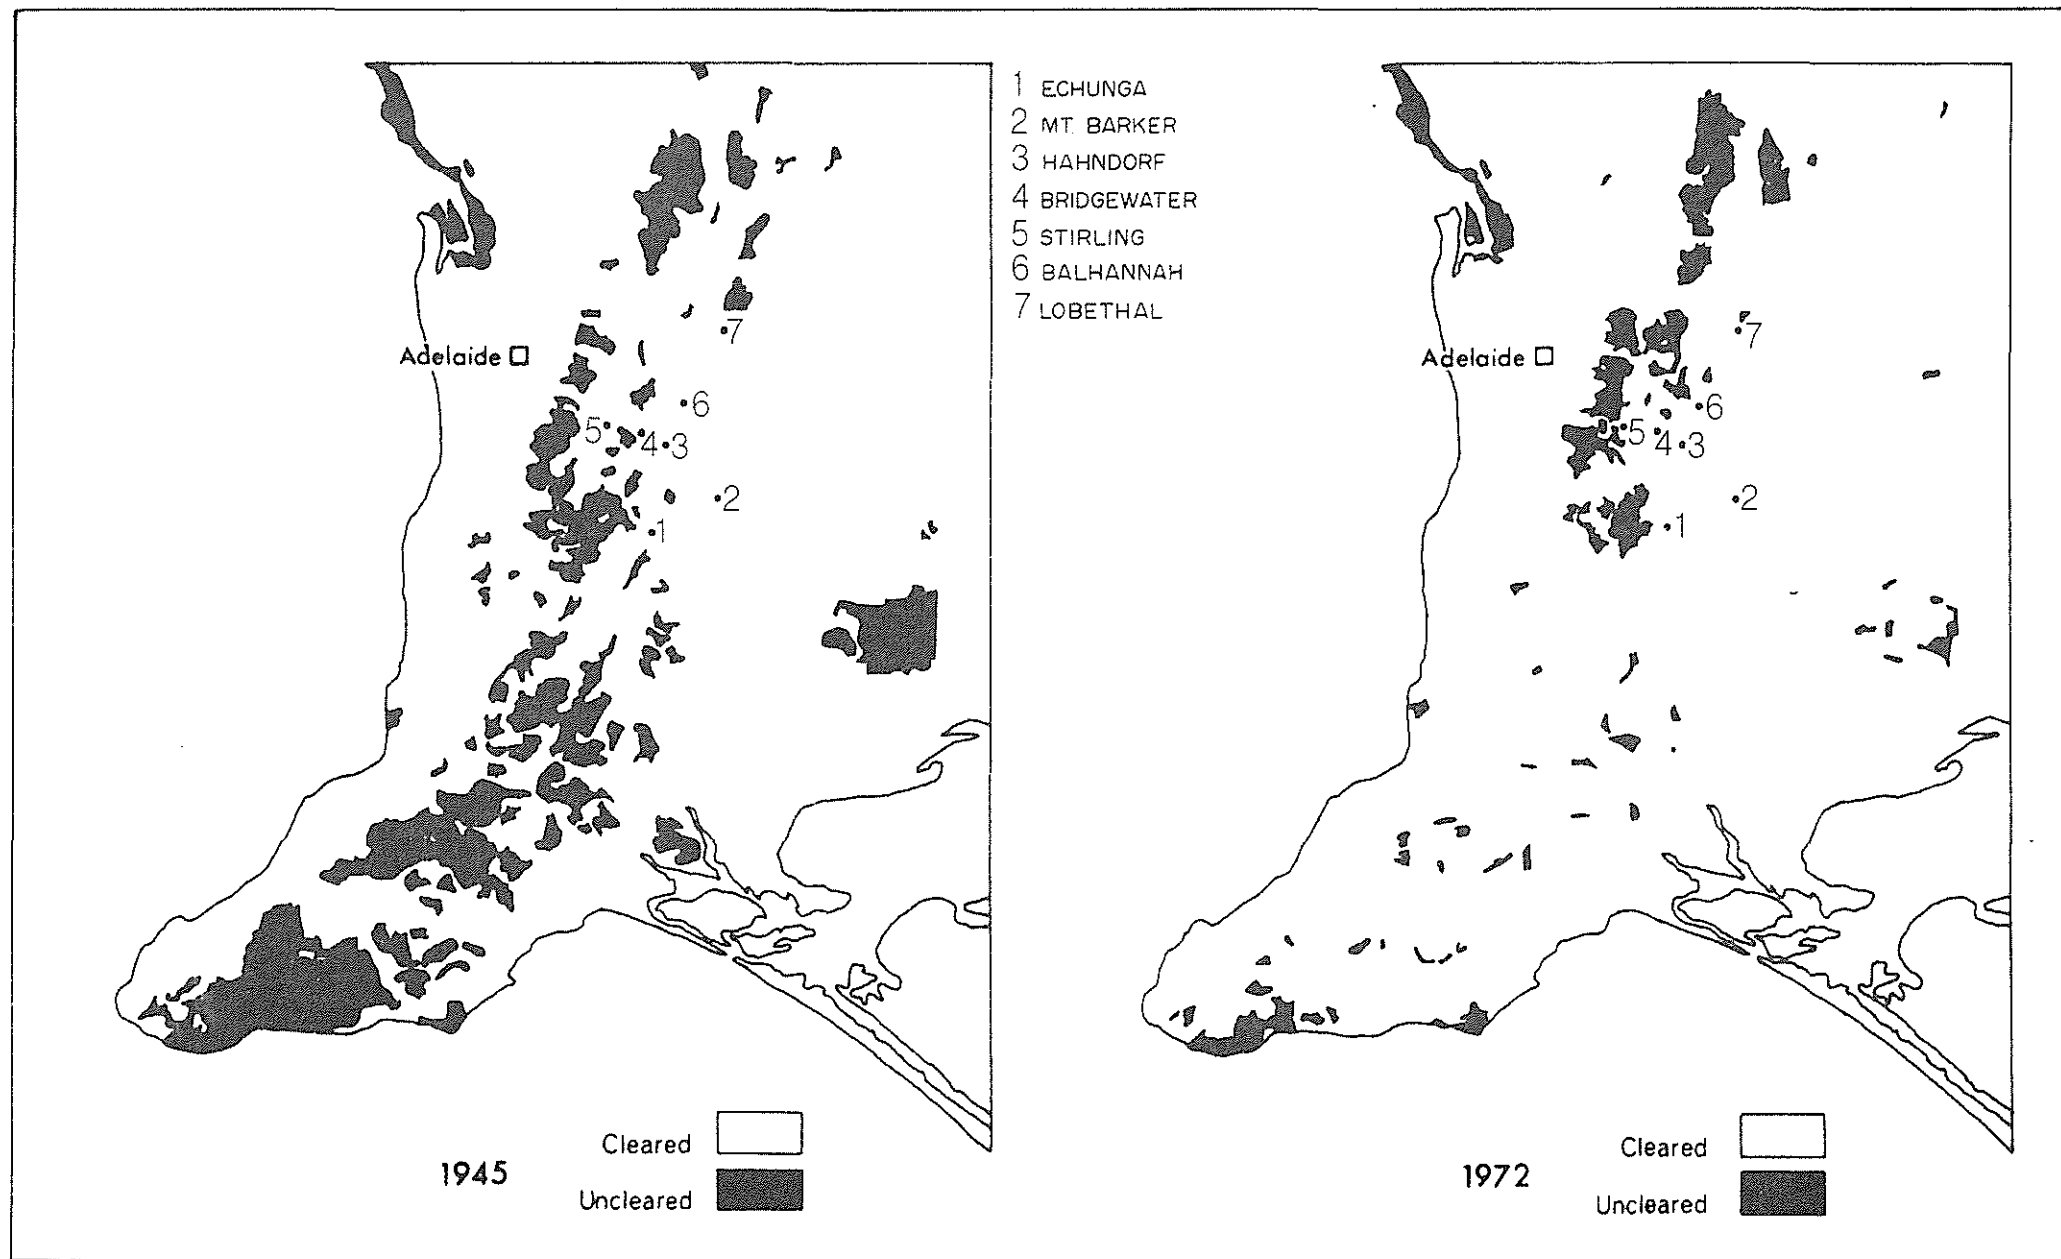 1 ECHUNGA
2 MT. BARKER
3 HAHNDORF
4 BRIDGEWATER
5 STIRLING
6 BALHANNAH
7 LOBETHAL
7
Adelaide
6
5
4
3
2
1
Cleared
1945
Uncleared
7
Adelaide
6
5
4
3
2
1
Cleared
1972
Uncleared